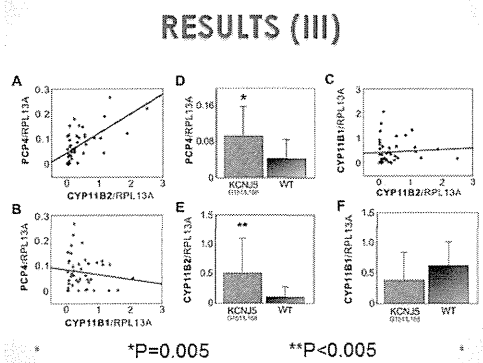 RESULTS (III)
A
PCP4/RPL13A
0.3
0.2
0.1
0
0 1 2 3
CYP11B2/RPL13A
D
PCP4/RPL13A
0.16
0.08
0
*
KCNJ5
WT
C
CYP11B1/RPL13A
3
2
1
0
0 1 2 3
CYP11B2/RPL13A
B
PCP4/RPL13A
0.3
0.2
0.1
0
0 1 2 3
CYP11B1/RPL13A
E
CYP11B2/RPL13A
1.5
1.0
0.5
0
**
KCNJ5
WT
F
CYP11B1/RPL13A
1.5
1.0
0.5
0
KCNJ5
WT
*P=0.005 **P<0.005